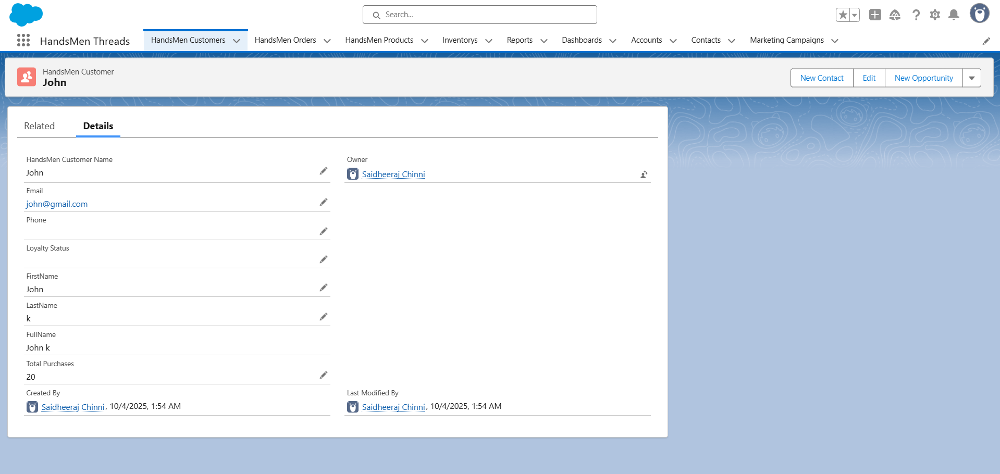 Search...
HandsMen Threads
HandsMen Customers
HandsMen Orders
HandsMen Products
Inventorys
Reports
Dashboards
Accounts
Contacts
Marketing Campaigns
HandsMen Customer
John
New Contact
Edit
New Opportunity
Related
Details
HandsMen Customer Name
John
Owner
Saidheeraj Chinni
Email
john@gmail.com
Phone
Loyalty Status
FirstName
John
LastName
k
FullName
John k
Total Purchases
20
Created By
Saidheeraj Chinni, 10/4/2025, 1:54 AM
Last Modified By
Saidheeraj Chinni, 10/4/2025, 1:54 AM